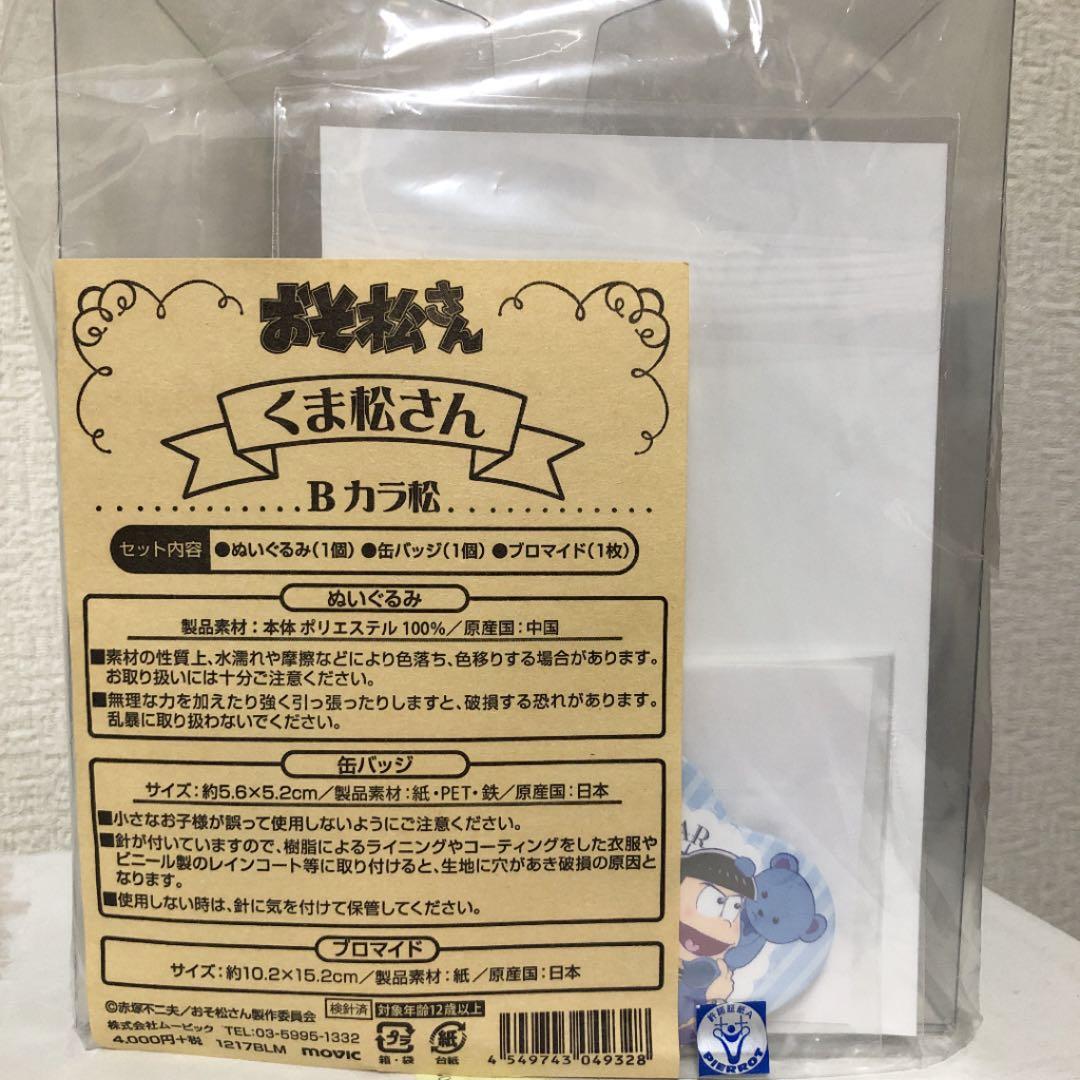 おそ松さん
くま松さん
B カラ松
セット内容 ●ぬいぐるみ(1個) ●缶バッジ(1個) ●ブロマイド(1枚)
ぬいぐるみ
製品素材：本体 ポリエステル 100%／原産国：中国
■素材の性質上、水濡れや摩擦などにより色落ち、色移りする場合があります。
お取り扱いには十分ご注意ください。
■無理な力を加えたり強く引っ張ったりしますと、破損する恐れがあります。
乱暴に取り扱わないでください。
缶バッジ
サイズ：約5.6×5.2cm／製品素材：紙・PET・鉄／原産国：日本
■小さなお子様が誤って使用しないようにご注意ください。
■針が付いていますので、樹脂によるライニングやコーティングをした衣服や
ビニール製のレインコート等に取り付けると、生地に穴があき破損の原因と
なります。
■使用しない時は、針に気を付けて保管してください。
ブロマイド
サイズ：約10.2×15.2cm／製品素材：紙／原産国：日本
©赤塚不二夫／おそ松さん製作委員会 検針済 対象年齢12歳以上
株式会社ムービック TEL:03-5995-1332
4,000円+税 1217BLM movic
プラ
箱・袋
紙
台紙
4 549743 049328
PIERROT